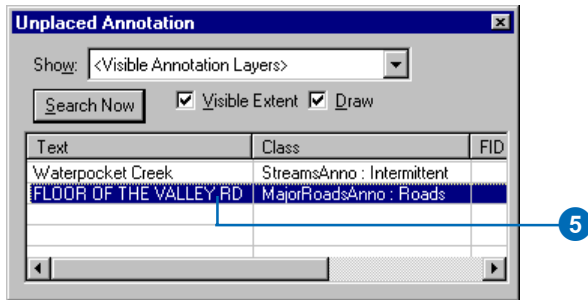 Unplaced Annotation
Show: <Visible Annotation Layers>
Search Now Visible Extent Draw
Text Class FID
Waterpocket Creek StreamsAnno : Intermittent
FLOOR OF THE VALLEY RD MajorRoadsAnno : Roads
5